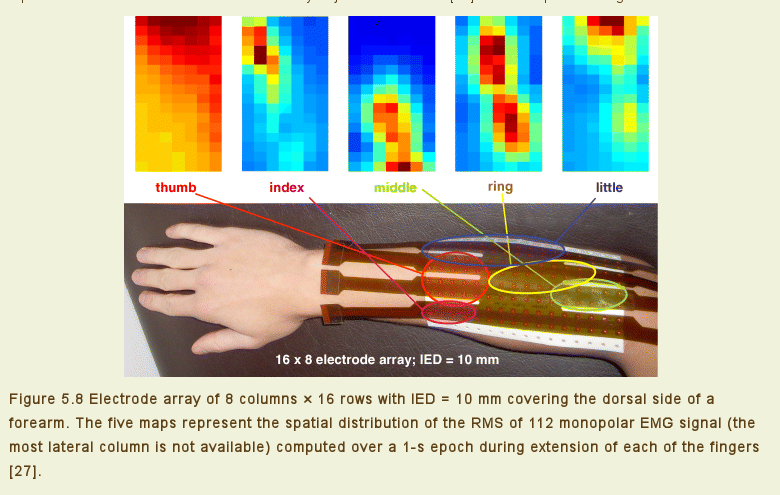 thumb index middle ring little
16 x 8 electrode array; IED = 10 mm
Figure 5.8 Electrode array of 8 columns × 16 rows with IED = 10 mm covering the dorsal side of a
forearm. The five maps represent the spatial distribution of the RMS of 112 monopolar EMG signal (the
most lateral column is not available) computed over a 1-s epoch during extension of each of the fingers
[27].